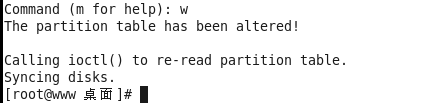 Command (m for help): w
The partition table has been altered!
Calling ioctl() to re-read partition table.
Syncing disks.
[root@www 桌面]#